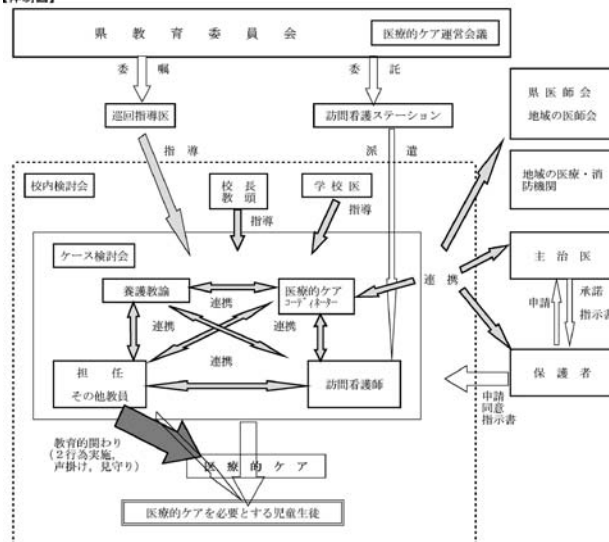 県教育委員会
医療的ケア運営会議
委嘱
委託
巡回指導医
訪問看護ステーション
県医師会
地域の医師会
指導
派遣
地域の医療・消
防機関
校内検討会
校長
教頭
学校医
指導
指導
ケース検討会
養護教諭
連携
医療的ケア
コーディネーター
連携
主治医
連携
連携
申請
承諾
指示書
連携
担任
その他教員
訪問看護師
保護者
申請
同意
指示書
教育的関わり
(2行為実施,
声掛け,見守り)
医療的ケア
医療的ケアを必要とする児童生徒